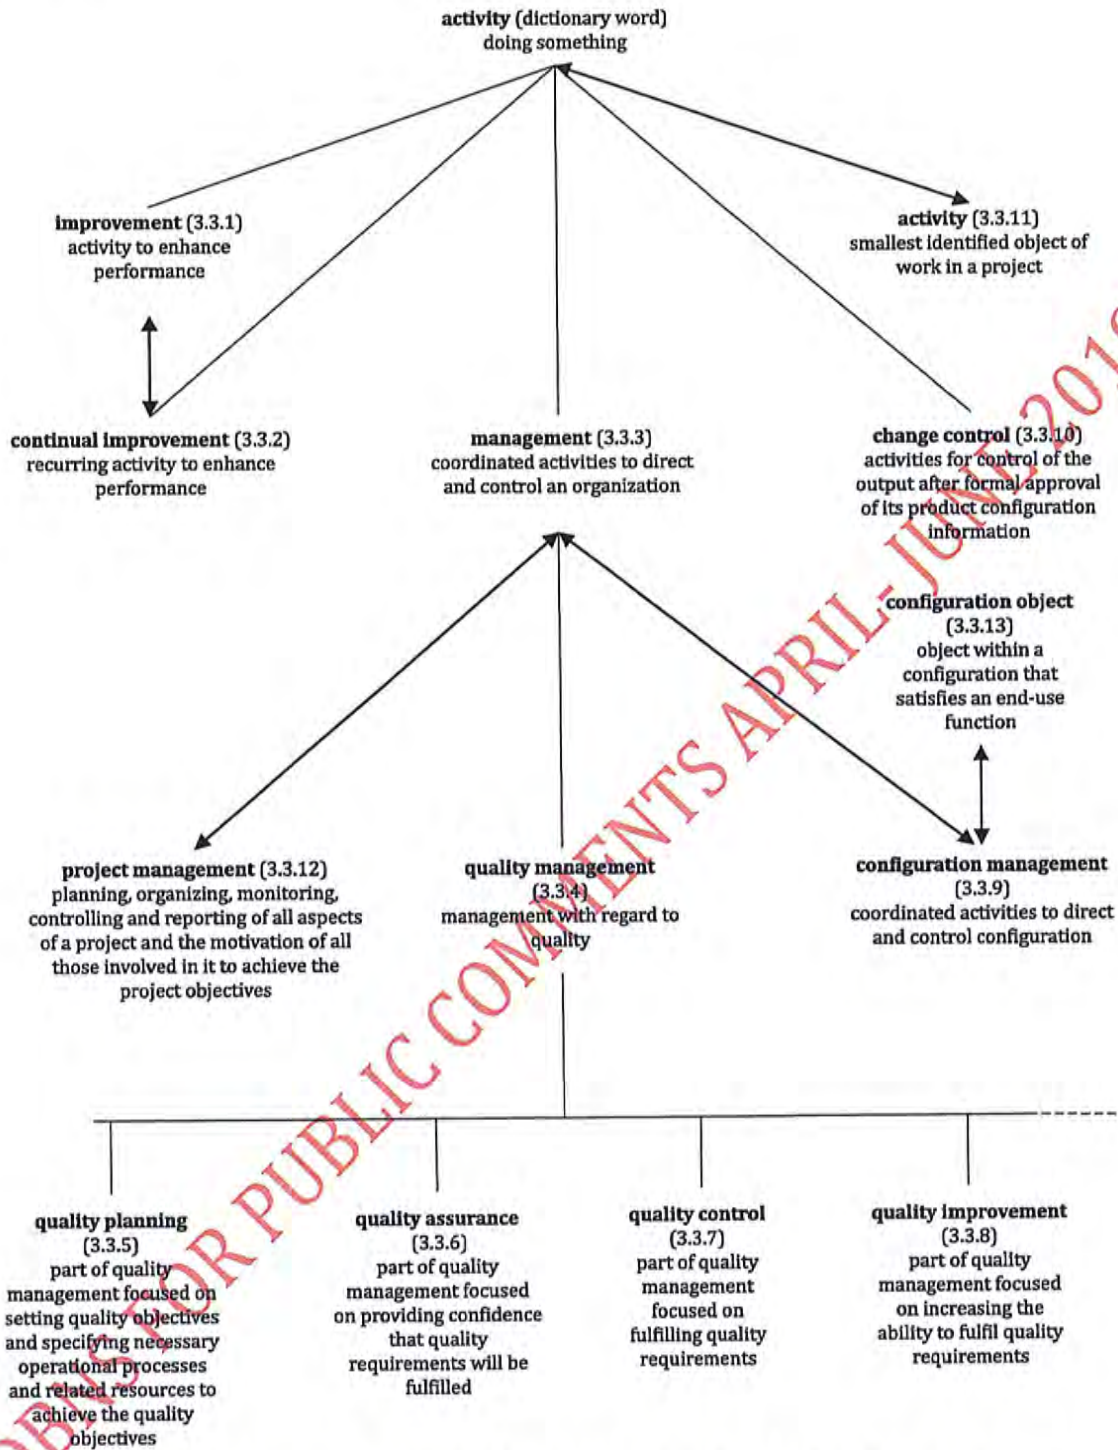 activity (dictionary word)
doing something
improvement (3.3.1)
activity to enhance
performance
activity (3.3.11)
smallest identified object of
work in a project
continual improvement (3.3.2)
recurring activity to enhance
performance
management (3.3.3)
coordinated activities to direct
and control an organization
change control (3.3.10)
activities for control of the
output after formal approval
of its product configuration
information
configuration object
(3.3.13)
object within a
configuration that
satisfies an end-use
function
project management (3.3.12)
planning, organizing, monitoring,
controlling and reporting of all aspects
of a project and the motivation of all
those involved in it to achieve the
project objectives
quality management
(3.3.4)
management with regard to
quality
configuration management
(3.3.9)
coordinated activities to direct
and control configuration
quality planning
(3.3.5)
part of quality
management focused on
setting quality objectives
and specifying necessary
operational processes
and related resources to
achieve the quality
objectives
quality assurance
(3.3.6)
part of quality
management focused
on providing confidence
that quality
requirements will be
fulfilled
quality control
(3.3.7)
part of quality
management
focused on
fulfilling quality
requirements
quality improvement
(3.3.8)
part of quality
management focused
on increasing the
ability to fulfil quality
requirements
FOR PUBLIC COMMENTS APRIL- JUNE